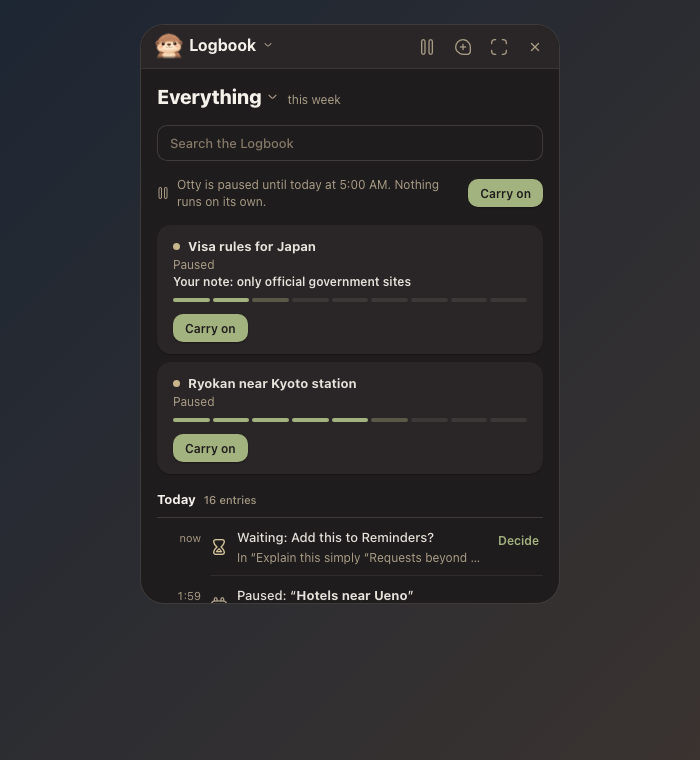 Logbook
Everything this week
Search the Logbook
Otty is paused until today at 5:00 AM. Nothing
runs on its own.
Carry on
Visa rules for Japan
Paused
Your note: only official government sites
Carry on
Ryokan near Kyoto station
Paused
Carry on
Today 16 entries
now Waiting: Add this to Reminders? Decide
In “Explain this simply “Requests beyond ...
1:59 Paused: “Hotels near Ueno”